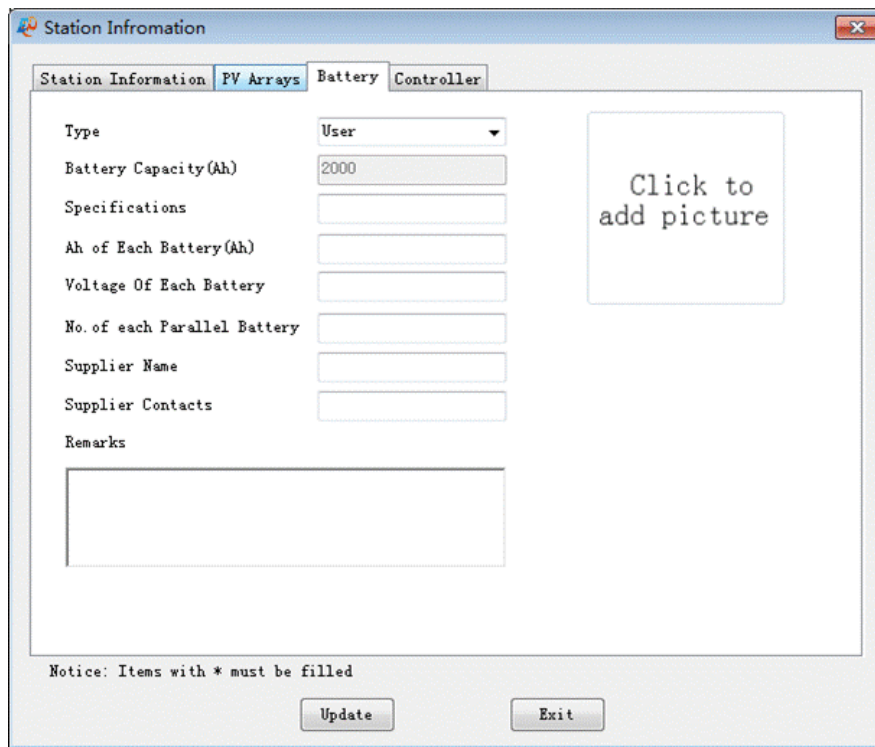 Station Infromation
Station Information PV Arrays Battery Controller
Type User
Battery Capacity(Ah) 2000
Specifications
Ah of Each Battery(Ah)
Voltage Of Each Battery
No.of each Parallel Battery
Supplier Name
Supplier Contacts
Remarks
Click to
add picture
Notice: Items with * must be filled
Update Exit